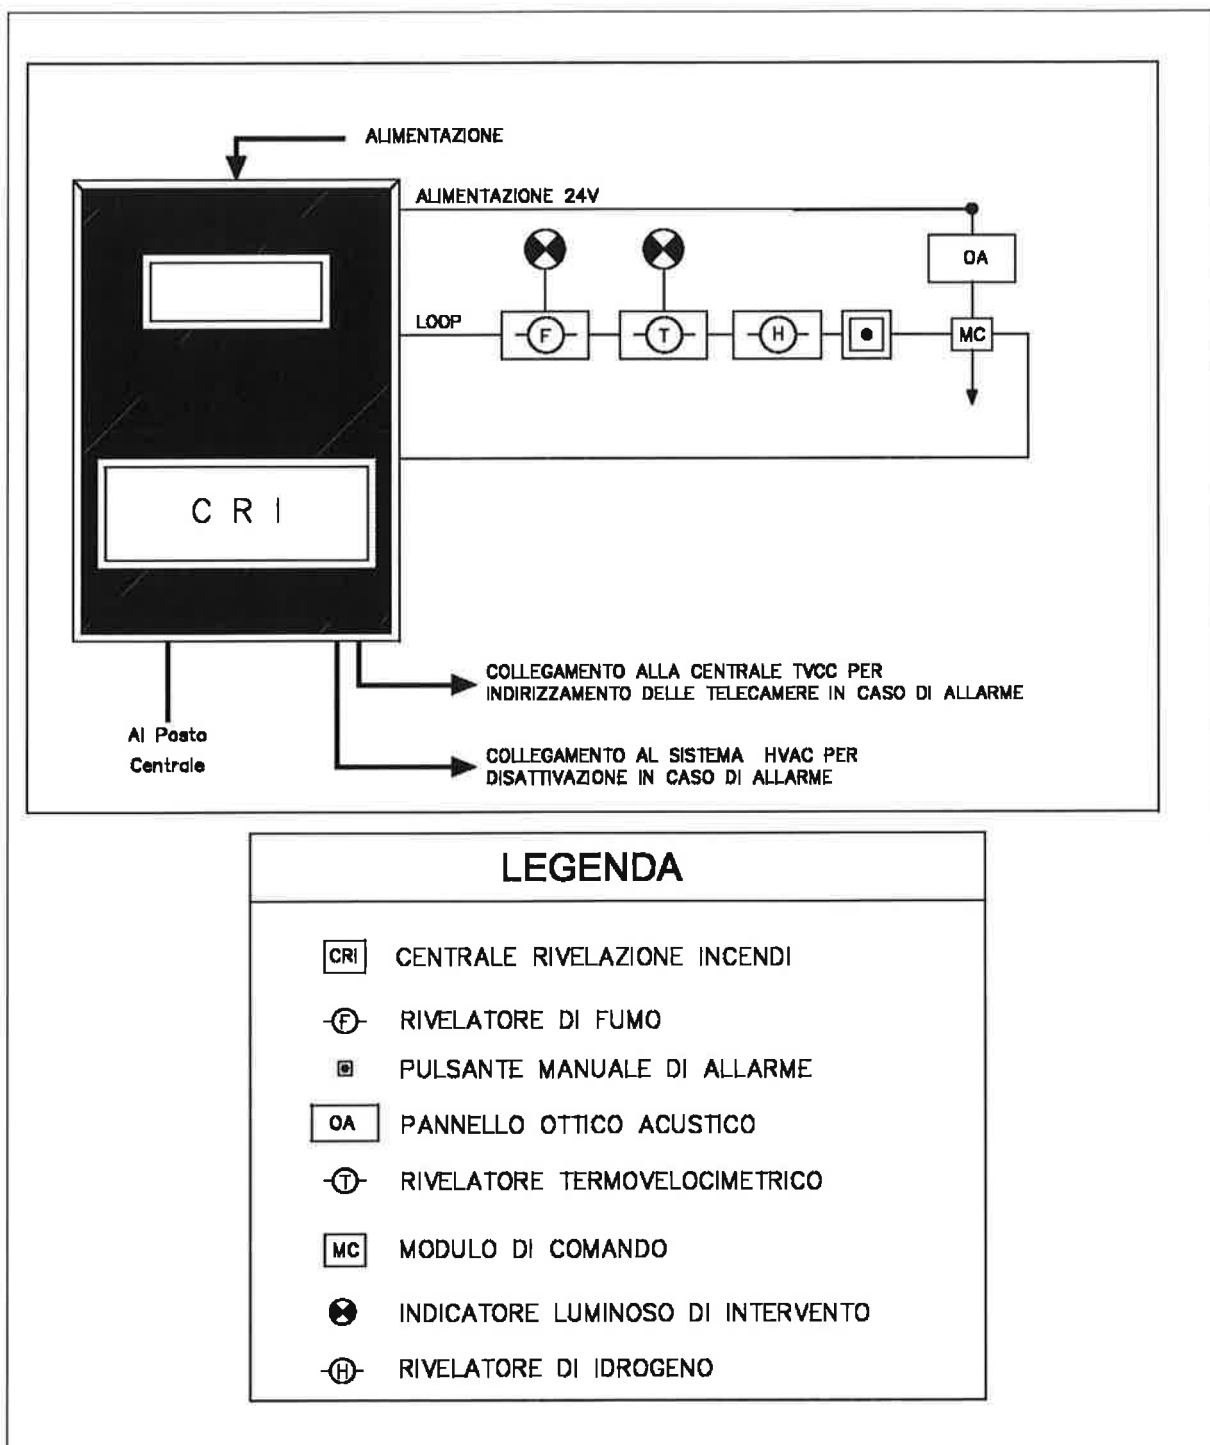 ALIMENTAZIONE
ALIMENTAZIONE 24V
OA
LOOP
F
T
H
MC
C R I
COLLEGAMENTO ALLA CENTRALE TVCC PER
INDIRIZZAMENTO DELLE TELECAMERE IN CASO DI ALLARME
Al Posto
Centrale
COLLEGAMENTO AL SISTEMA HVAC PER
DISATTIVAZIONE IN CASO DI ALLARME
LEGENDA
CRI CENTRALE RIVELAZIONE INCENDI
F RIVELATORE DI FUMO
PULSANTE MANUALE DI ALLARME
OA PANNELLO OTTICO ACUSTICO
T RIVELATORE TERMOVELOCIMETRICO
MC MODULO DI COMANDO
INDICATORE LUMINOSO DI INTERVENTO
H RIVELATORE DI IDROGENO